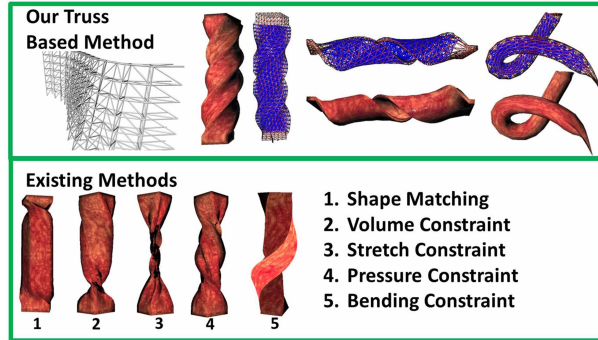 Our Truss
Based Method
Existing Methods
1. Shape Matching
2. Volume Constraint
3. Stretch Constraint
4. Pressure Constraint
5. Bending Constraint
1 2 3 4 5